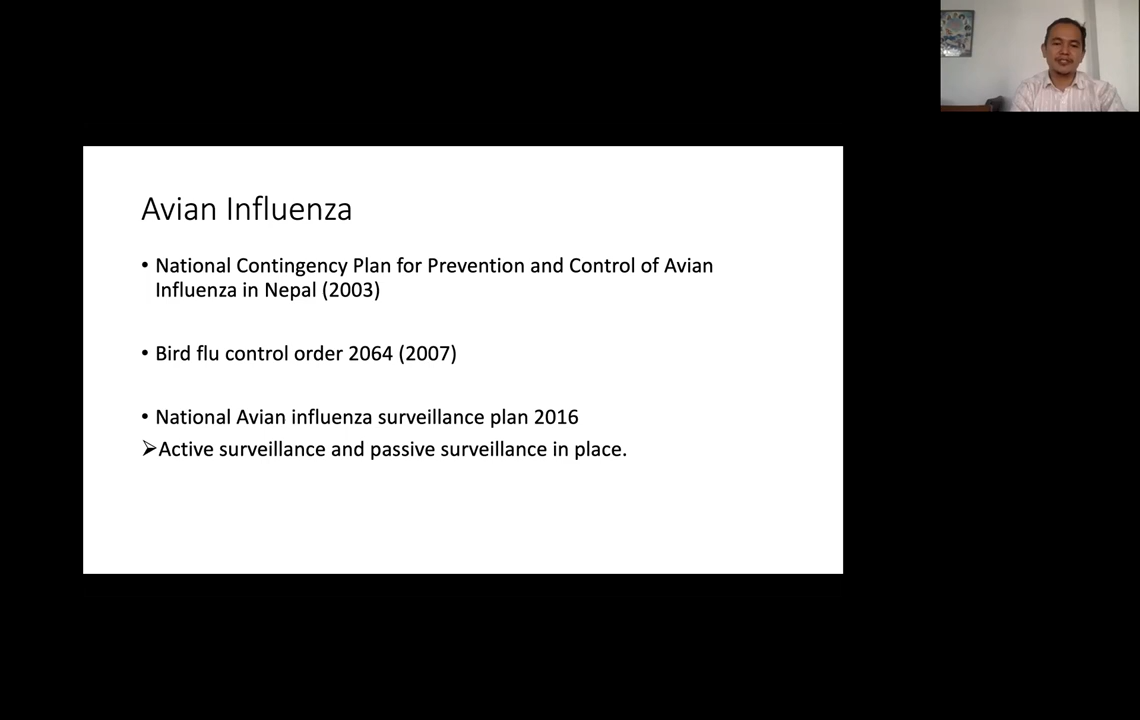 Avian Influenza
• National Contingency Plan for Prevention and Control of Avian
Influenza in Nepal (2003)
• Bird flu control order 2064 (2007)
• National Avian influenza surveillance plan 2016
➢Active surveillance and passive surveillance in place.